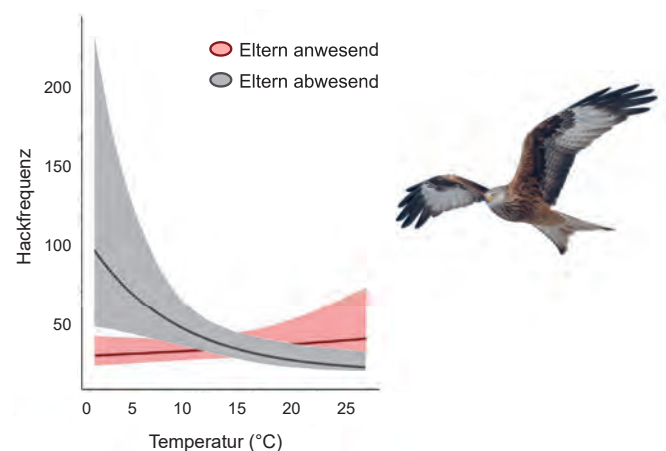 Eltern anwesend
Eltern abwesend
200
150
100
50
Hackfrequenz
0 5 10 15 20 25
Temperatur (°C)